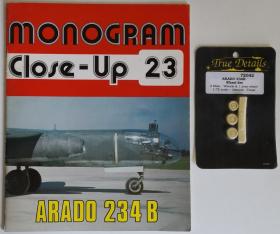 MONOGRAM
Close-Up 23
ARADO 234 B
True Details
72042
ARADO 234B
Wheel Set